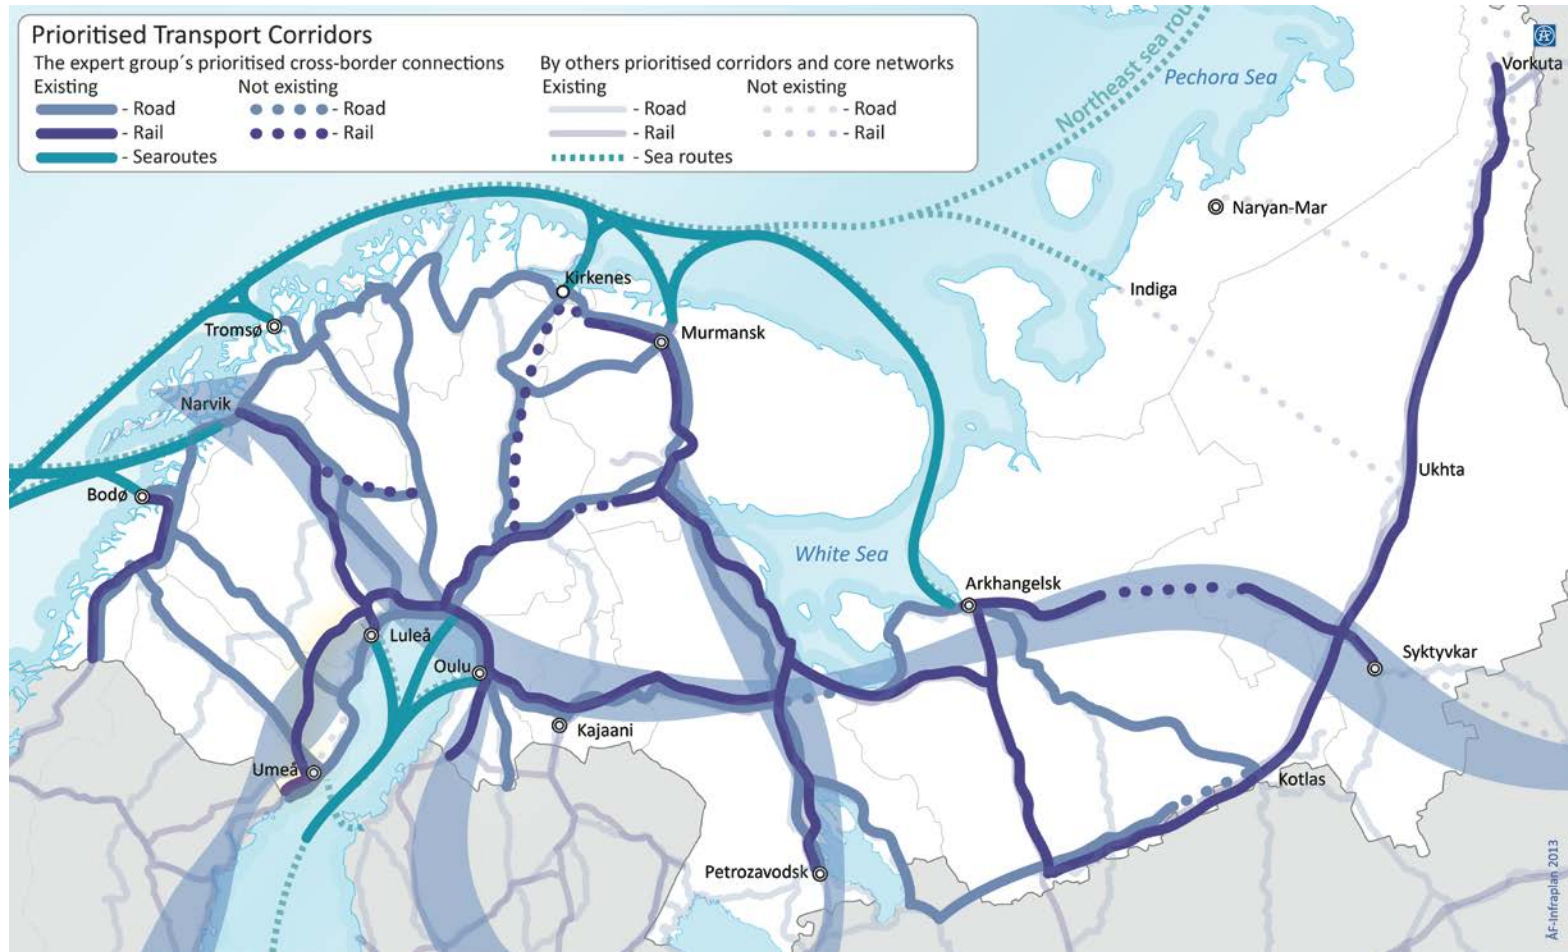 Prioritised Transport Corridors
The expert group´s prioritised cross-border connections
Existing
Not existing
- Road
- Road
- Rail
- Rail
- Searoutes
By others prioritised corridors and core networks
Existing
Not existing
- Road
- Road
- Rail
- Rail
- Sea routes
Northeast sea rou
Pechora Sea
ÅF
Vorkuta
Naryan-Mar
Kirkenes
Indiga
Tromsø
Murmansk
Narvik
Ukhta
Bodø
White Sea
Arkhangelsk
Luleå
Syktyvkar
Oulu
Kajaani
Umeå
Kotlas
Petrozavodsk
ÅF-Infraplan 2013